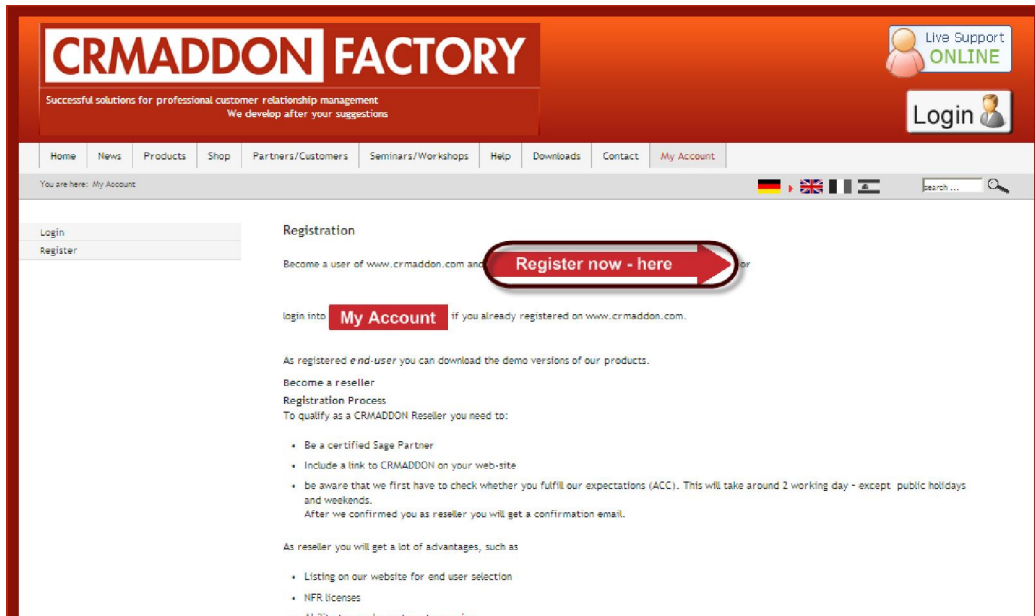 CRMADDON FACTORY
Successful solutions for professional customer relationship management
We develop after your suggestions
Live Support
ONLINE
Login
Home News Products Shop Partners/Customers Seminars/Workshops Help Downloads Contact My Account
You are here: My Account
search ...
Login
Register
Registration
Become a user of www.crmaddon.com and Register now - here or
login into My Account if you already registered on www.crmaddon.com.
As registered end-user you can download the demo versions of our products.
Become a reseller
Registration Process
To qualify as a CRMADDON Reseller you need to:
• Be a certified Sage Partner
• Include a link to CRMADDON on your web-site
• be aware that we first have to check whether you fulfill our expectations (ACC). This will take around 2 working day - except public holidays
and weekends.
After we confirmed you as reseller you will get a confirmation email.
As reseller you will get a lot of advantages, such as
• Listing on our website for end user selection
• NFR licenses